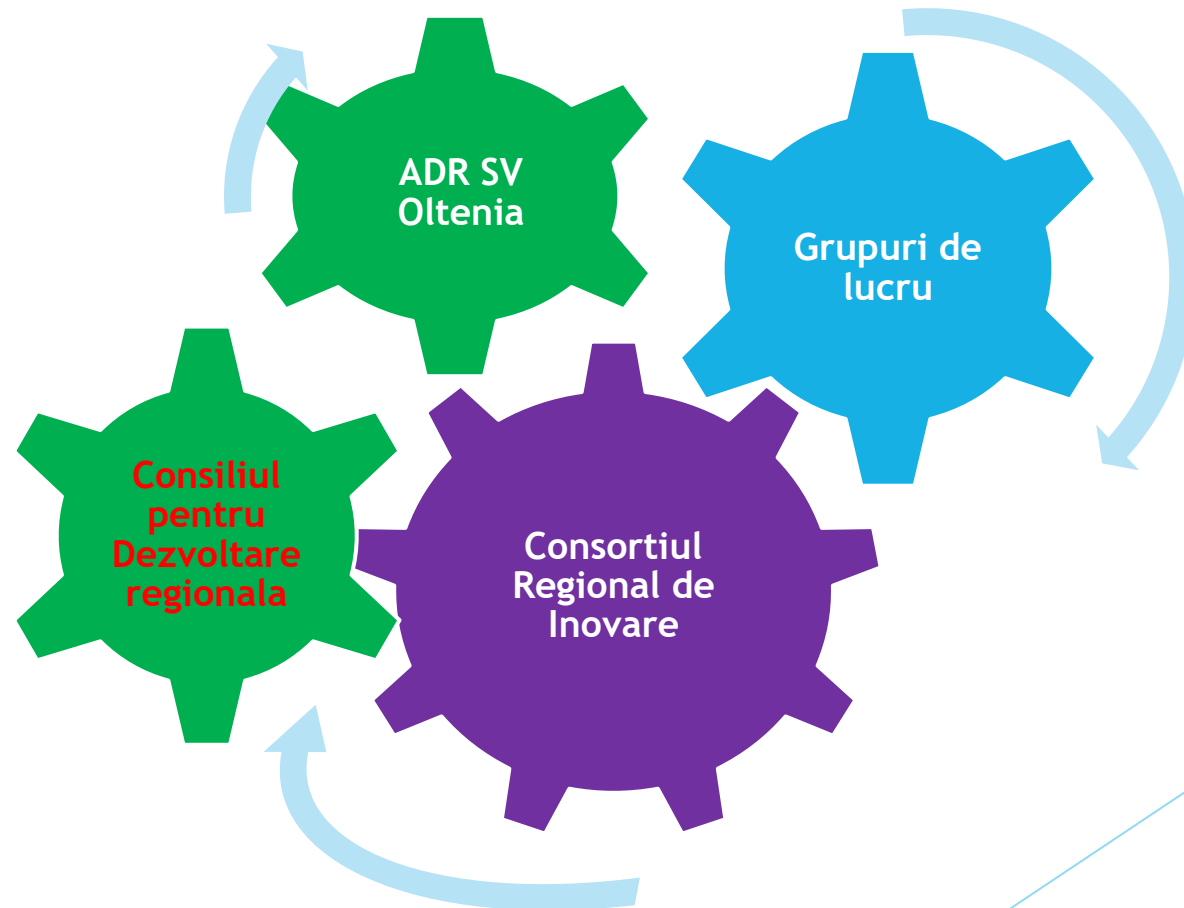 ADR SV
Oltenia
Grupuri de
lucru
Consiliul
pentru
Dezvoltare
regionala
Consortiul
Regional de
Inovare